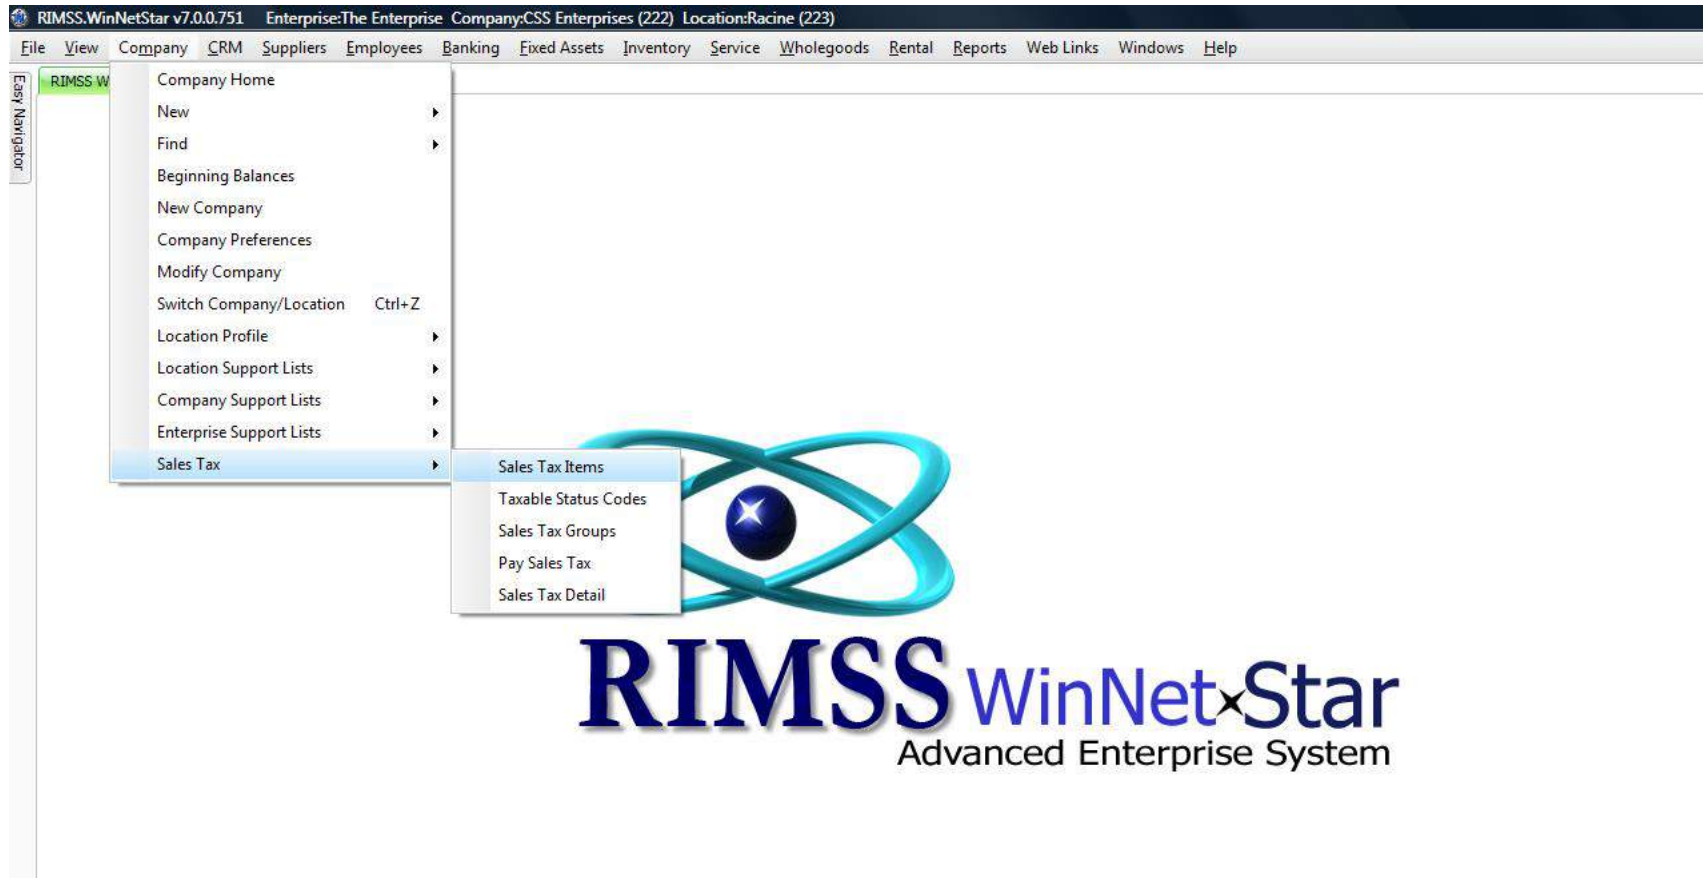 RIMSS.WinNetStar v7.0.0.751 Enterprise:The Enterprise Company:CSS Enterprises (222) Location:Racine (223)
File View Company CRM Suppliers Employees Banking Fixed Assets Inventory Service Wholegoods Rental Reports Web Links Windows Help
Easy Navigator
RIMSS W
Company Home
New
Find
Beginning Balances
New Company
Company Preferences
Modify Company
Switch Company/Location Ctrl+Z
Location Profile
Location Support Lists
Company Support Lists
Enterprise Support Lists
Sales Tax
Sales Tax Items
Taxable Status Codes
Sales Tax Groups
Pay Sales Tax
Sales Tax Detail
RIMSS WinNet Star
Advanced Enterprise System